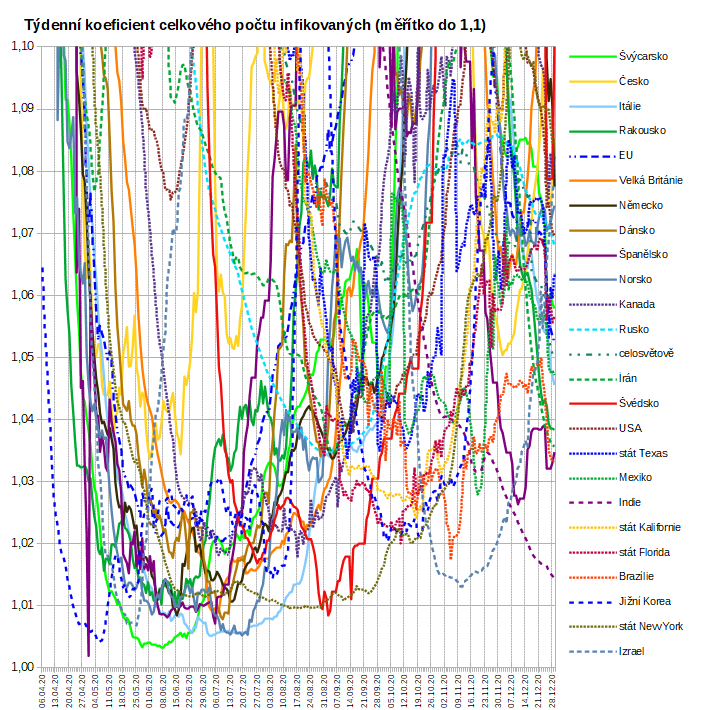 Týdenní koeficient celkového počtu infikovaných (měřítko do 1,1)
1,10
1,09
1,08
1,07
1,06
1,05
1,04
1,03
1,02
1,01
1,00
06.04.20
13.04.20
20.04.20
27.04.20
04.05.20
11.05.20
18.05.20
25.05.20
01.06.20
08.06.20
15.06.20
22.06.20
29.06.20
06.07.20
13.07.20
20.07.20
27.07.20
03.08.20
10.08.20
17.08.20
24.08.20
31.08.20
07.09.20
14.09.20
21.09.20
28.09.20
05.10.20
12.10.20
19.10.20
26.10.20
02.11.20
09.11.20
16.11.20
23.11.20
30.11.20
07.12.20
14.12.20
21.12.20
28.12.20
Švýcarsko
Česko
Itálie
Rakousko
EU
Velká Británie
Německo
Dánsko
Španělsko
Norsko
Kanada
Rusko
celosvětově
Írán
Švédsko
USA
stát Texas
Mexiko
Indie
stát Kalifornie
stát Florida
Brazílie
Jižní Korea
stát New York
Izrael